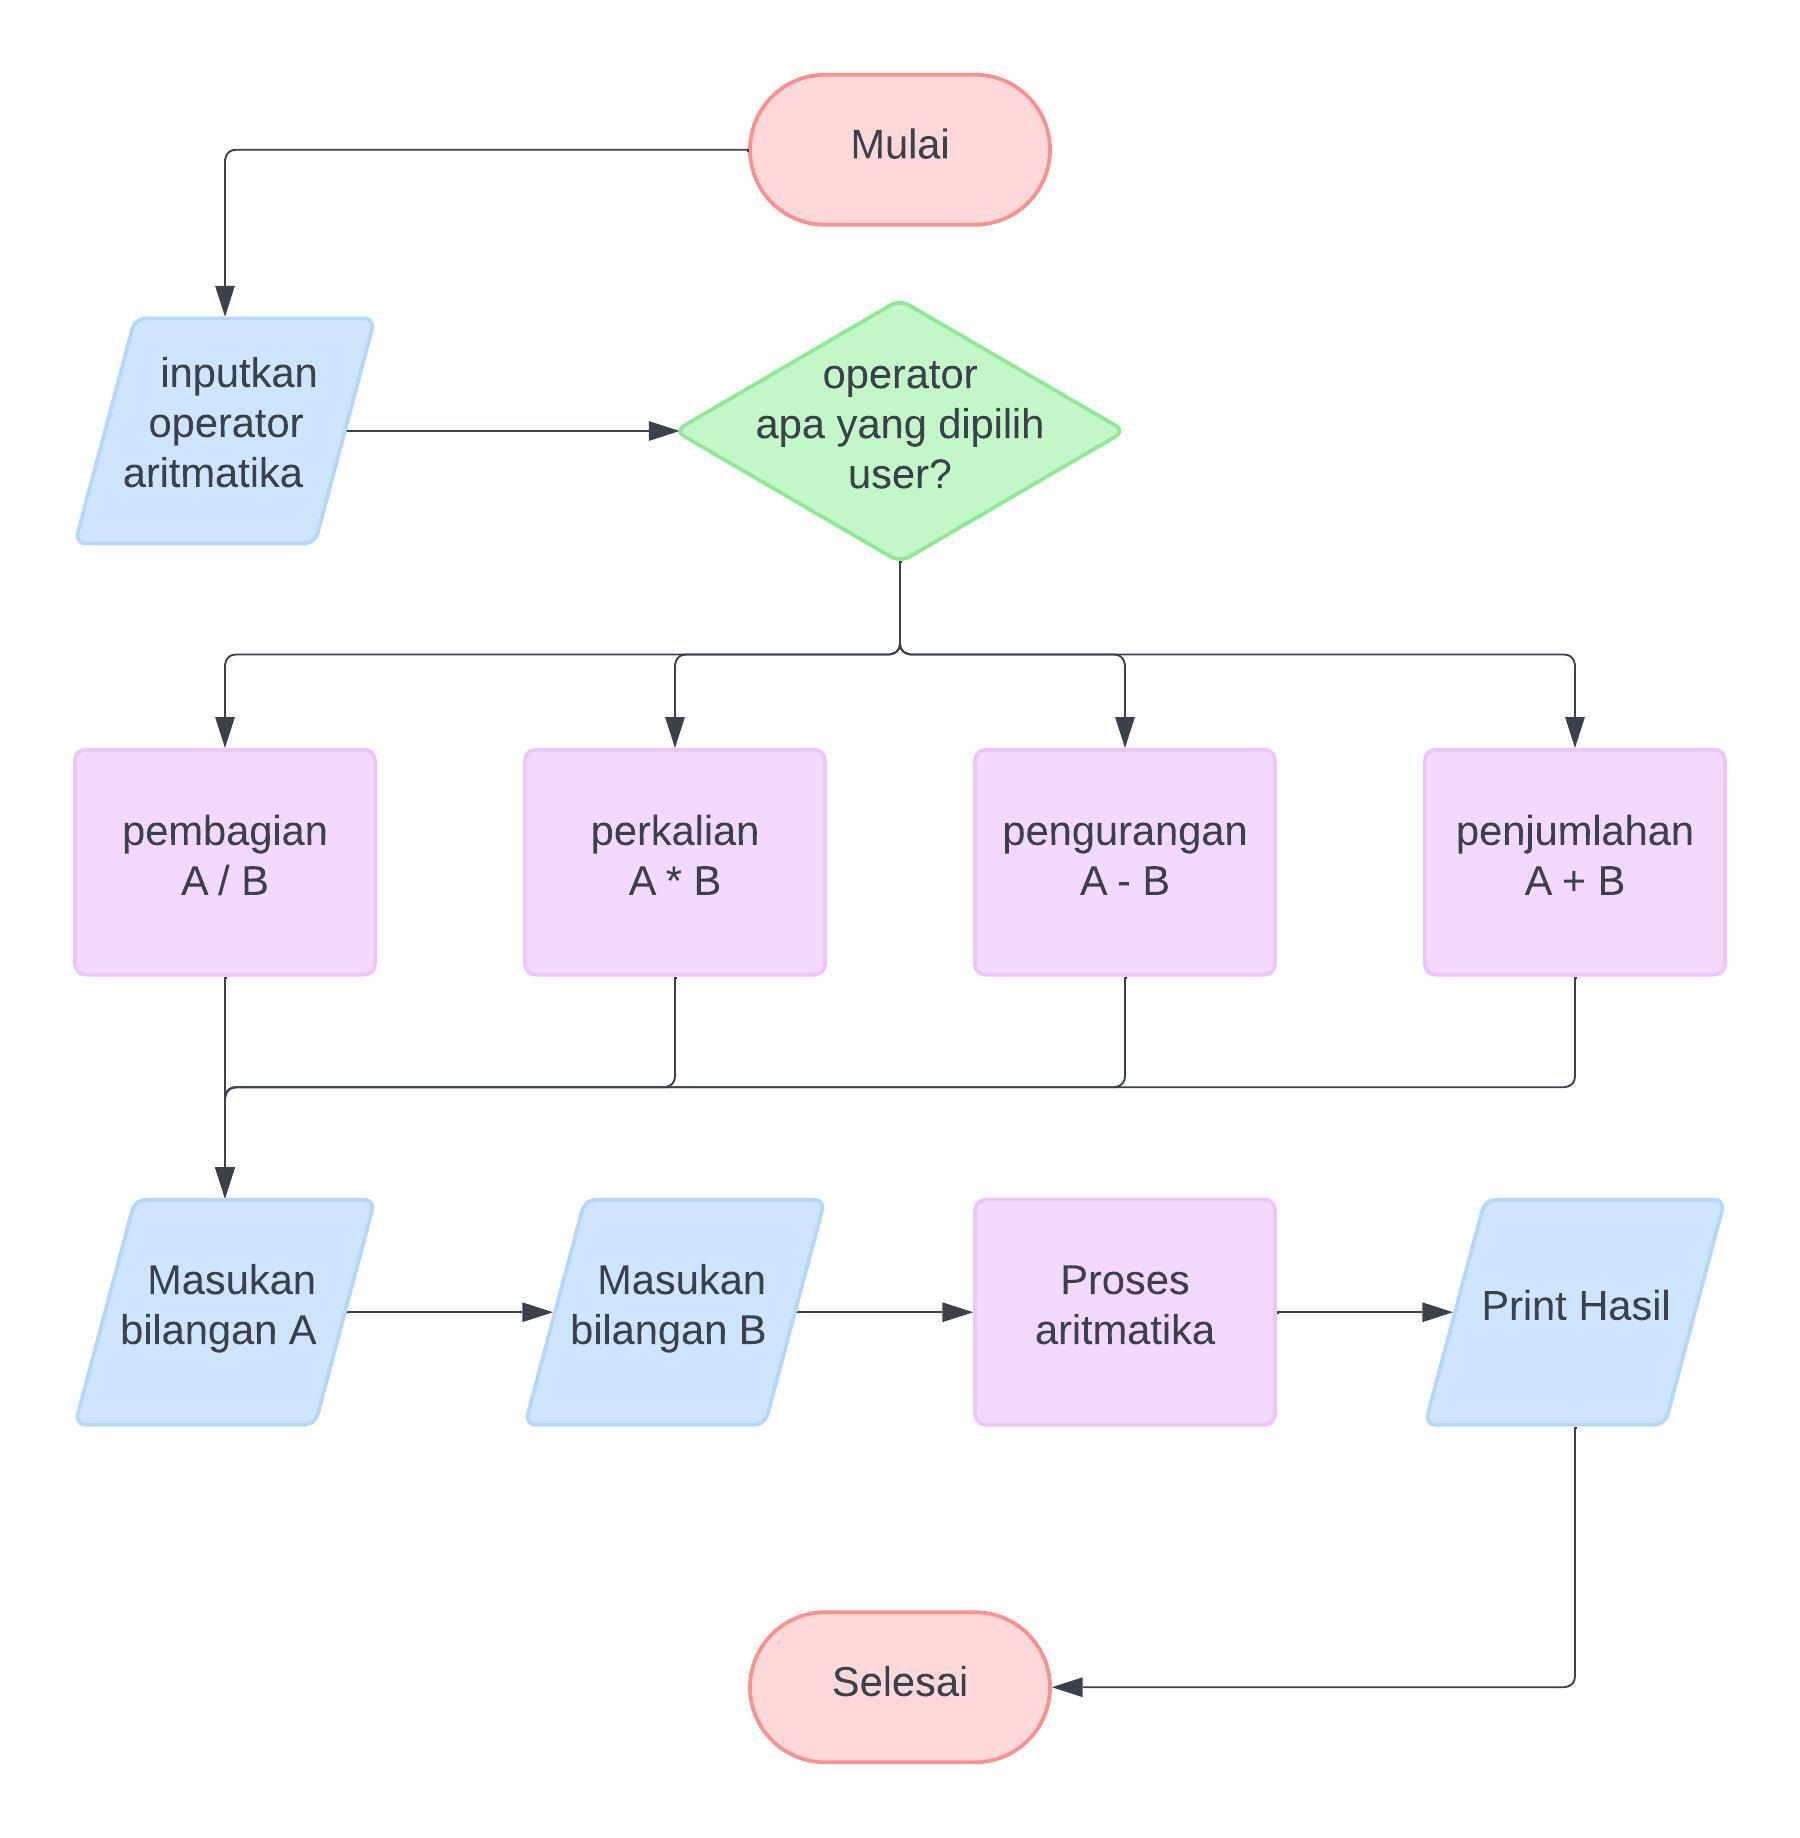 Mulai
inputkan
operator
aritmatika
operator
apa yang dipilih
user?
pembagian
A / B
perkalian
A * B
pengurangan
A - B
penjumlahan
A + B
Masukan
bilangan A
Masukan
bilangan B
Proses
aritmatika
Print Hasil
Selesai